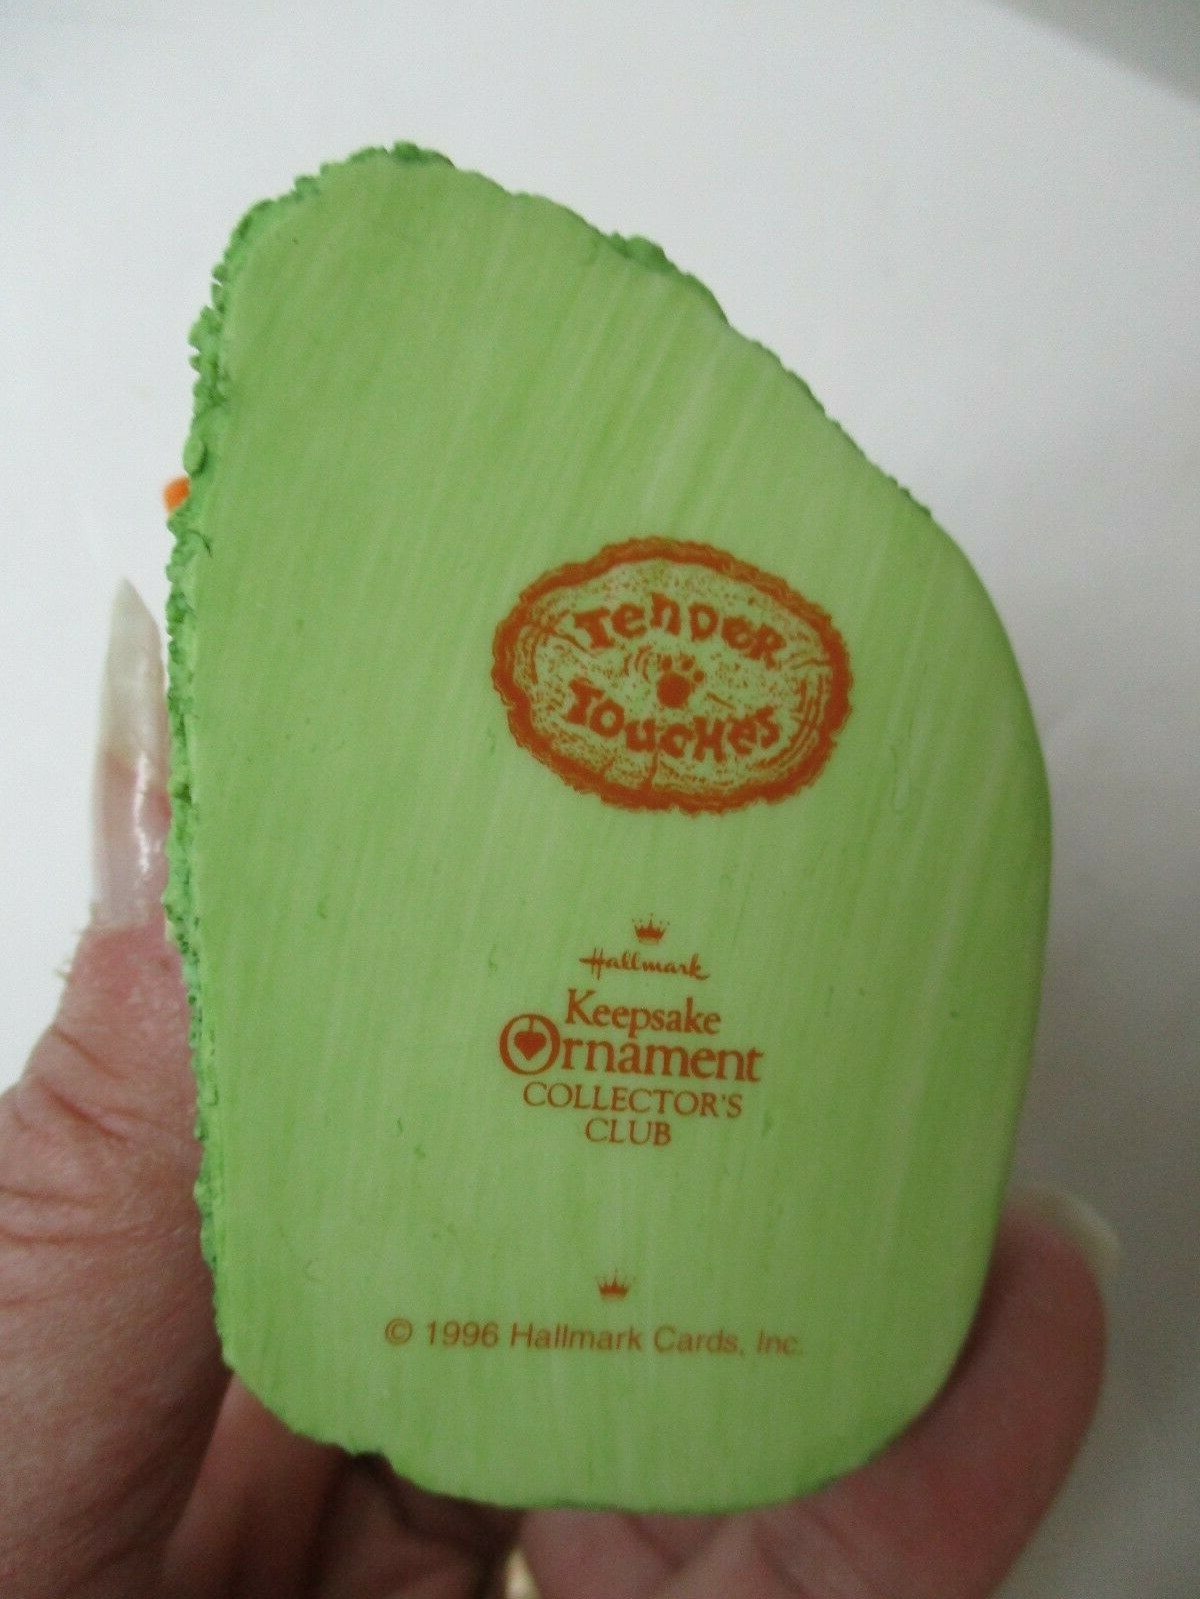 TenDeR
TOucHes
Hallmark
Keepsake
Ornament
COLLECTOR'S
CLUB
© 1996 Hallmark Cards, Inc.